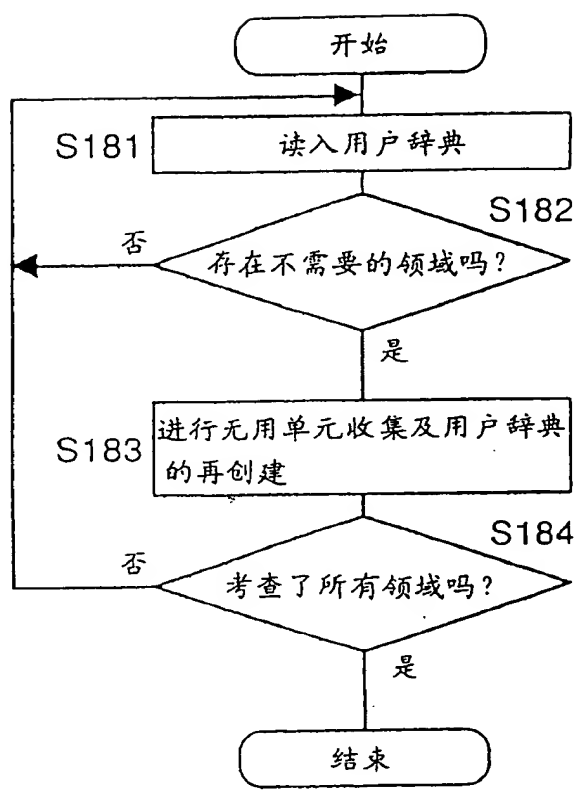 开始
S181
读入用户辞典
S182
否
存在不需要的领域吗?
是
S183
进行无用单元收集及用户辞典
的再创建
S184
否
考查了所有领域吗?
是
结束